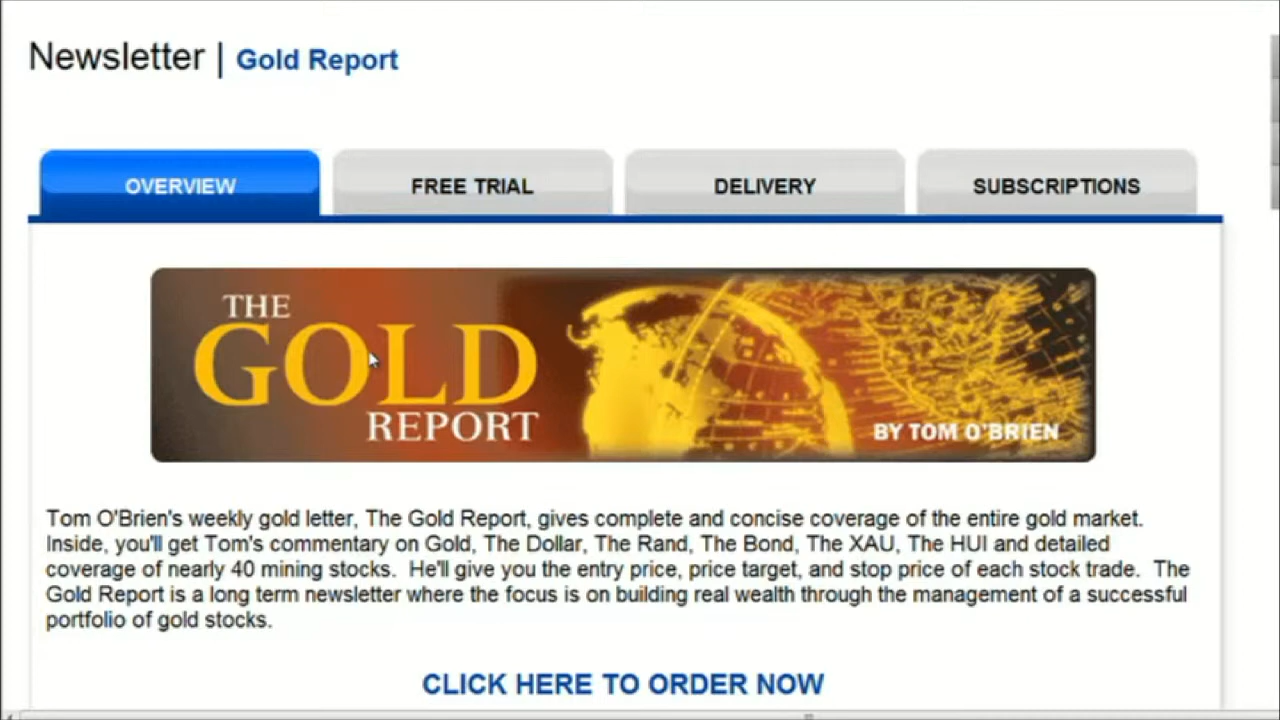 Newsletter | Gold Report
OVERVIEW
FREE TRIAL
DELIVERY
SUBSCRIPTIONS
THE
GOLD
REPORT
BY TOM O'BRIEN
Tom O'Brien's weekly gold letter, The Gold Report, gives complete and concise coverage of the entire gold market.
Inside, you'll get Tom's commentary on Gold, The Dollar, The Rand, The Bond, The XAU, The HUI and detailed
coverage of nearly 40 mining stocks.  He'll give you the entry price, price target, and stop price of each stock trade.  The
Gold Report is a long term newsletter where the focus is on building real wealth through the management of a successful
portfolio of gold stocks.
CLICK HERE TO ORDER NOW